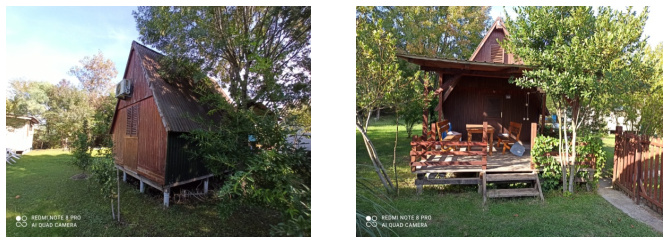 REDMI NOTE 8 PRO
AI QUAD CAMERA
REDMI NOTE 8 PRO
AI QUAD CAMERA